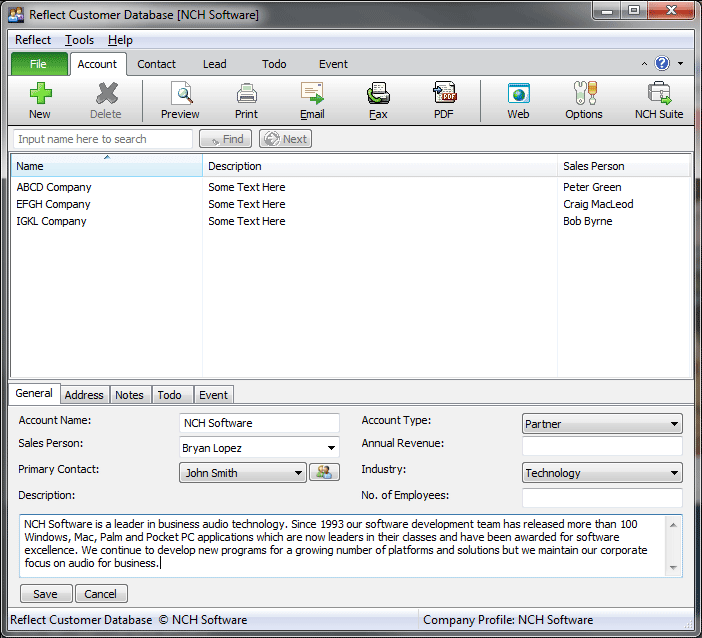 Reflect Customer Database [NCH Software]
Reflect Tools Help
File Account Contact Lead Todo Event
New Delete Preview Print Email Fax PDF Web Options NCH Suite
Input name here to search Find Next
Name Description Sales Person
ABCD Company Some Text Here Peter Green
EFGH Company Some Text Here Craig MacLeod
IGKL Company Some Text Here Bob Byrne
General Address Notes Todo Event
Account Name: NCH Software Account Type: Partner
Sales Person: Bryan Lopez Annual Revenue:
Primary Contact: John Smith Industry: Technology
Description: No. of Employees:
NCH Software is a leader in business audio technology. Since 1993 our software development team has released more than 100
Windows, Mac, Palm and Pocket PC applications which are now leaders in their classes and have been awarded for software
excellence. We continue to develop new programs for a growing number of platforms and solutions but we maintain our corporate
focus on audio for business.
Save Cancel
Reflect Customer Database © NCH Software Company Profile: NCH Software